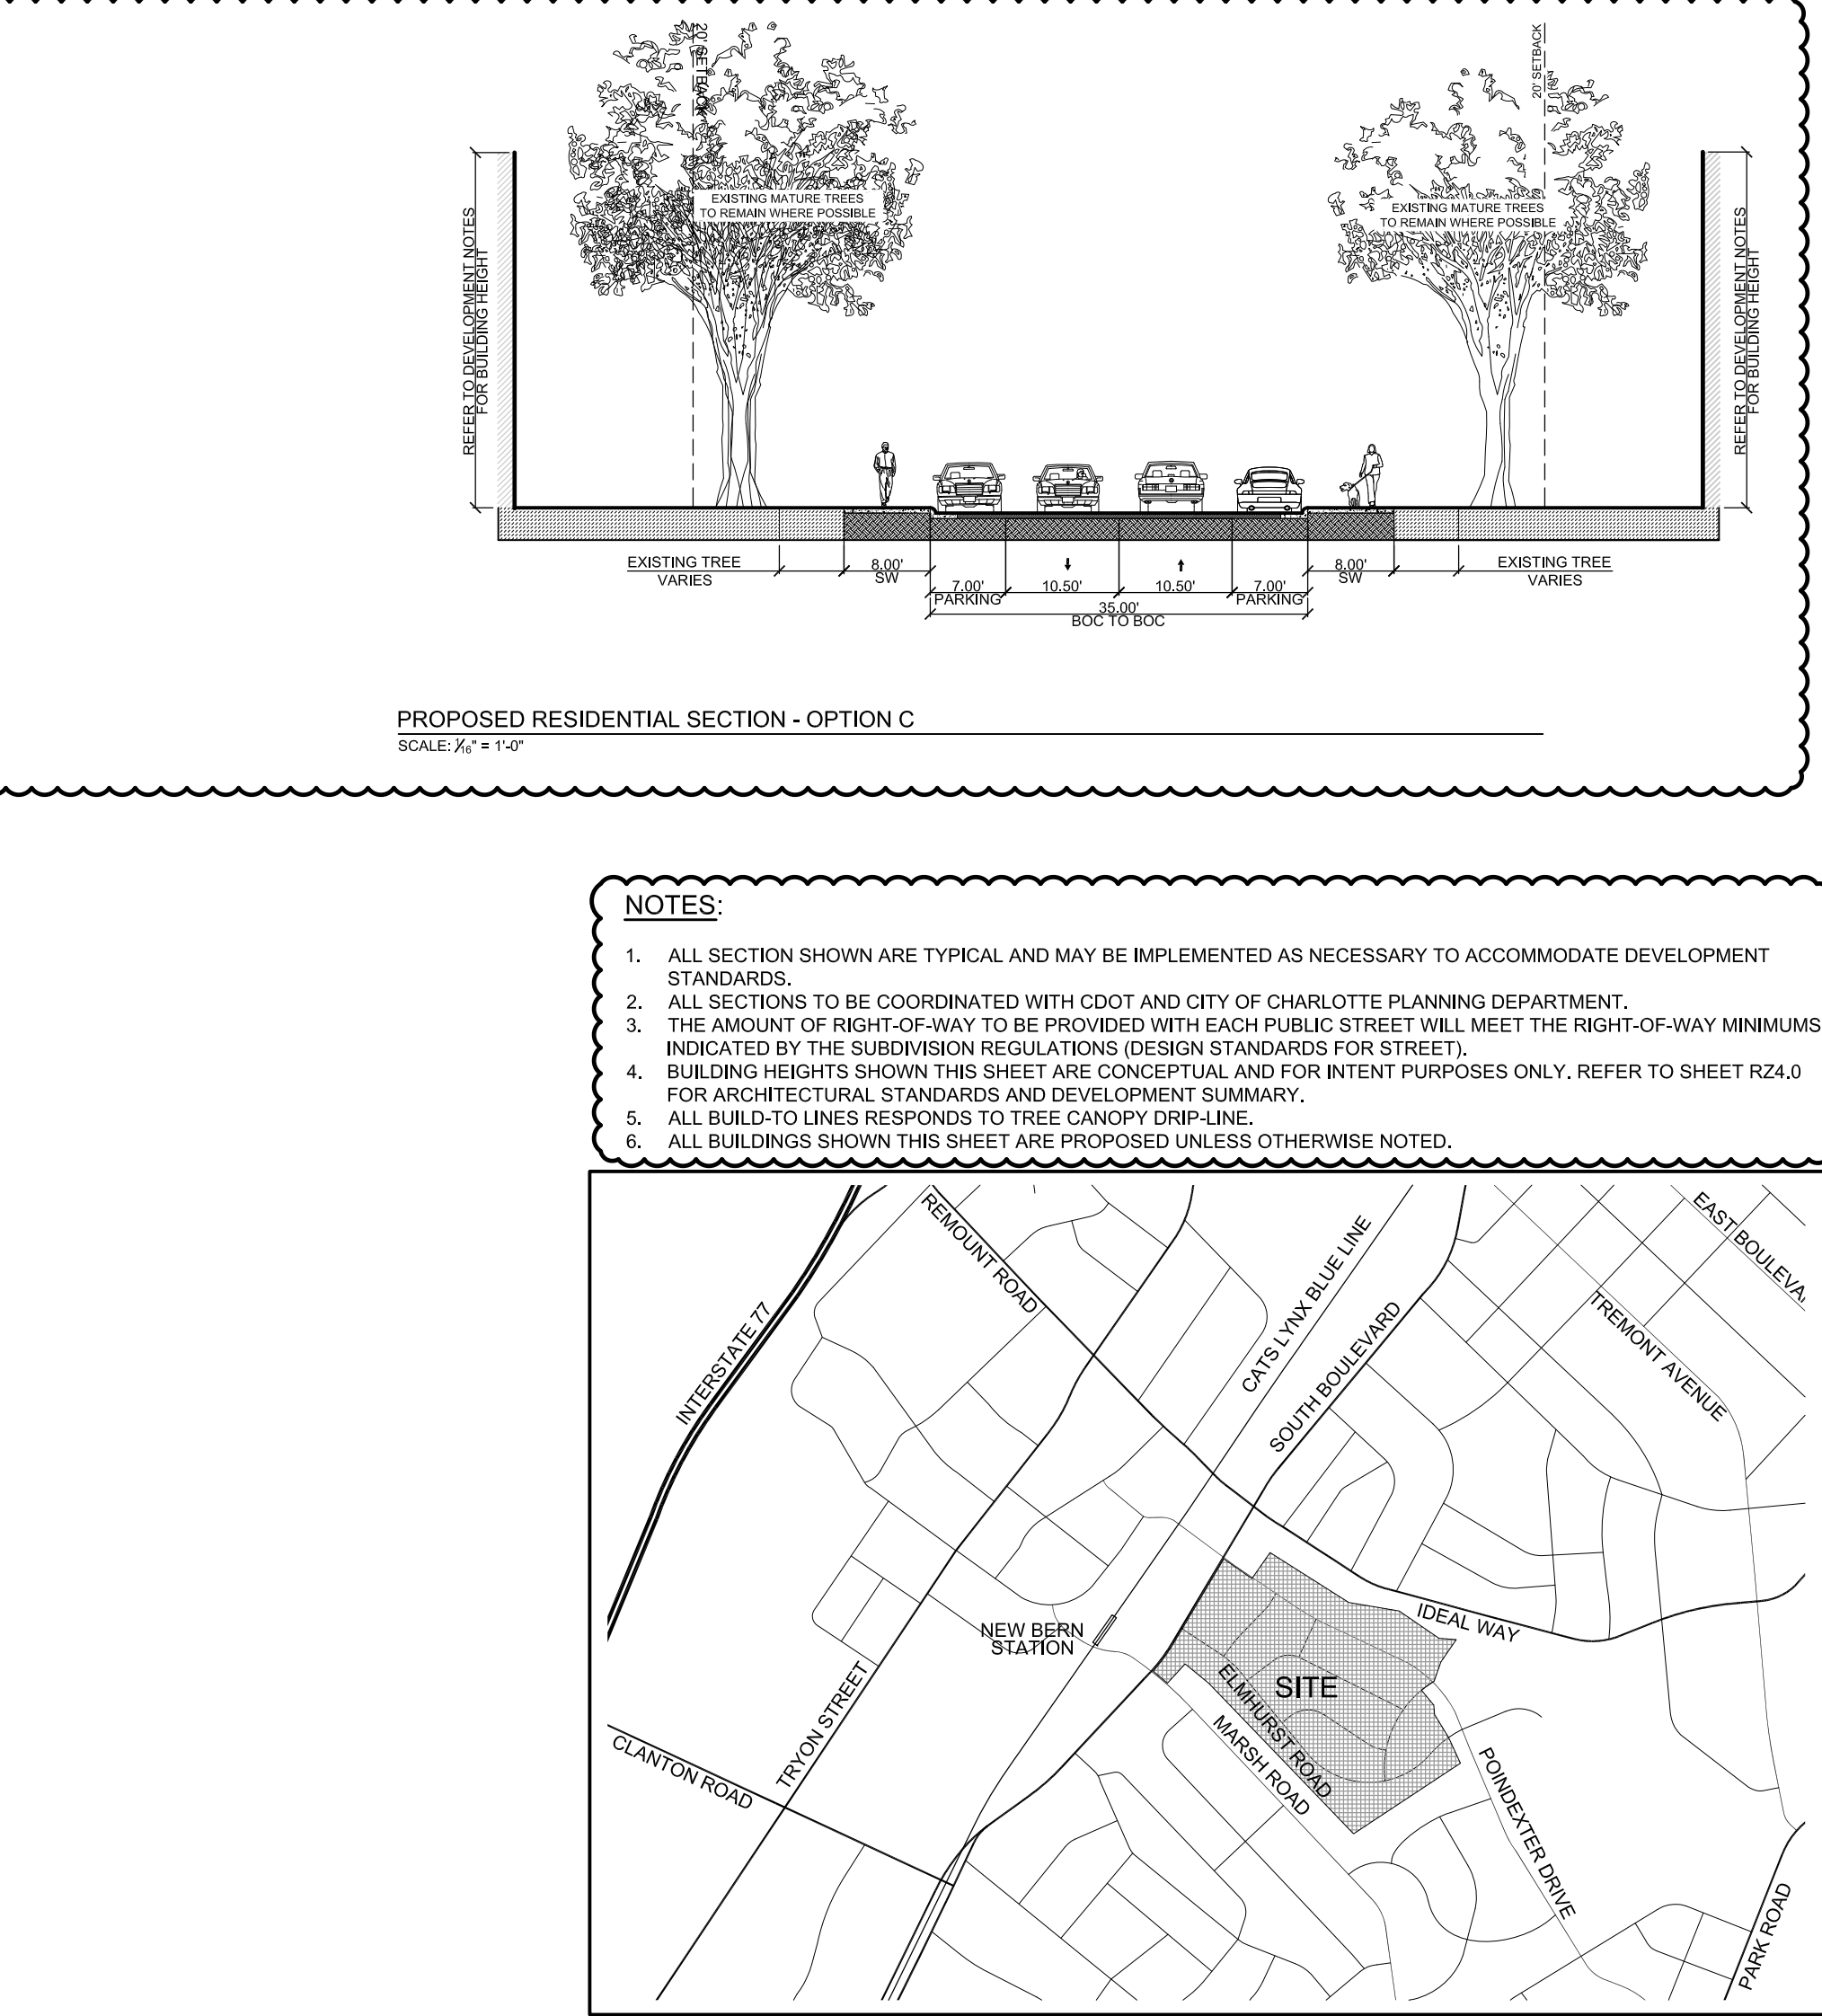 20' SETBACK
20' SETBACK
EXISTING MATURE TREES
TO REMAIN WHERE POSSIBLE
EXISTING MATURE TREES
TO REMAIN WHERE POSSIBLE
REFER TO DEVELOPMENT NOTES
FOR BUILDING HEIGHT
REFER TO DEVELOPMENT NOTES
FOR BUILDING HEIGHT
EXISTING TREE
VARIES
8.00'
SW
7.00'
PARKING
10.50'
10.50'
7.00'
PARKING
8.00'
SW
EXISTING TREE
VARIES
35.00'
BOC TO BOC
PROPOSED RESIDENTIAL SECTION - OPTION C
SCALE: 1/16" = 1'-0"
NOTES:
1. ALL SECTION SHOWN ARE TYPICAL AND MAY BE IMPLEMENTED AS NECESSARY TO ACCOMMODATE DEVELOPMENT
STANDARDS.
2. ALL SECTIONS TO BE COORDINATED WITH CDOT AND CITY OF CHARLOTTE PLANNING DEPARTMENT.
3. THE AMOUNT OF RIGHT-OF-WAY TO BE PROVIDED WITH EACH PUBLIC STREET WILL MEET THE RIGHT-OF-WAY MINIMUMS
INDICATED BY THE SUBDIVISION REGULATIONS (DESIGN STANDARDS FOR STREET).
4. BUILDING HEIGHTS SHOWN THIS SHEET ARE CONCEPTUAL AND FOR INTENT PURPOSES ONLY. REFER TO SHEET RZ4.0
FOR ARCHITECTURAL STANDARDS AND DEVELOPMENT SUMMARY.
5. ALL BUILD-TO LINES RESPONDS TO TREE CANOPY DRIP-LINE.
6. ALL BUILDINGS SHOWN THIS SHEET ARE PROPOSED UNLESS OTHERWISE NOTED.
REMOUNT ROAD
EAST BOULEVA
INTERSTATE 77
CATS LYNX BLUE LINE
SOUTH BOULEVARD
TREMONT AVENUE
NEW BERN
STATION
IDEAL WAY
SITE
ELMHURST ROAD
MARSH ROAD
TRYON STREET
CLANTON ROAD
POINDEXTER DRIVE
PARK ROAD